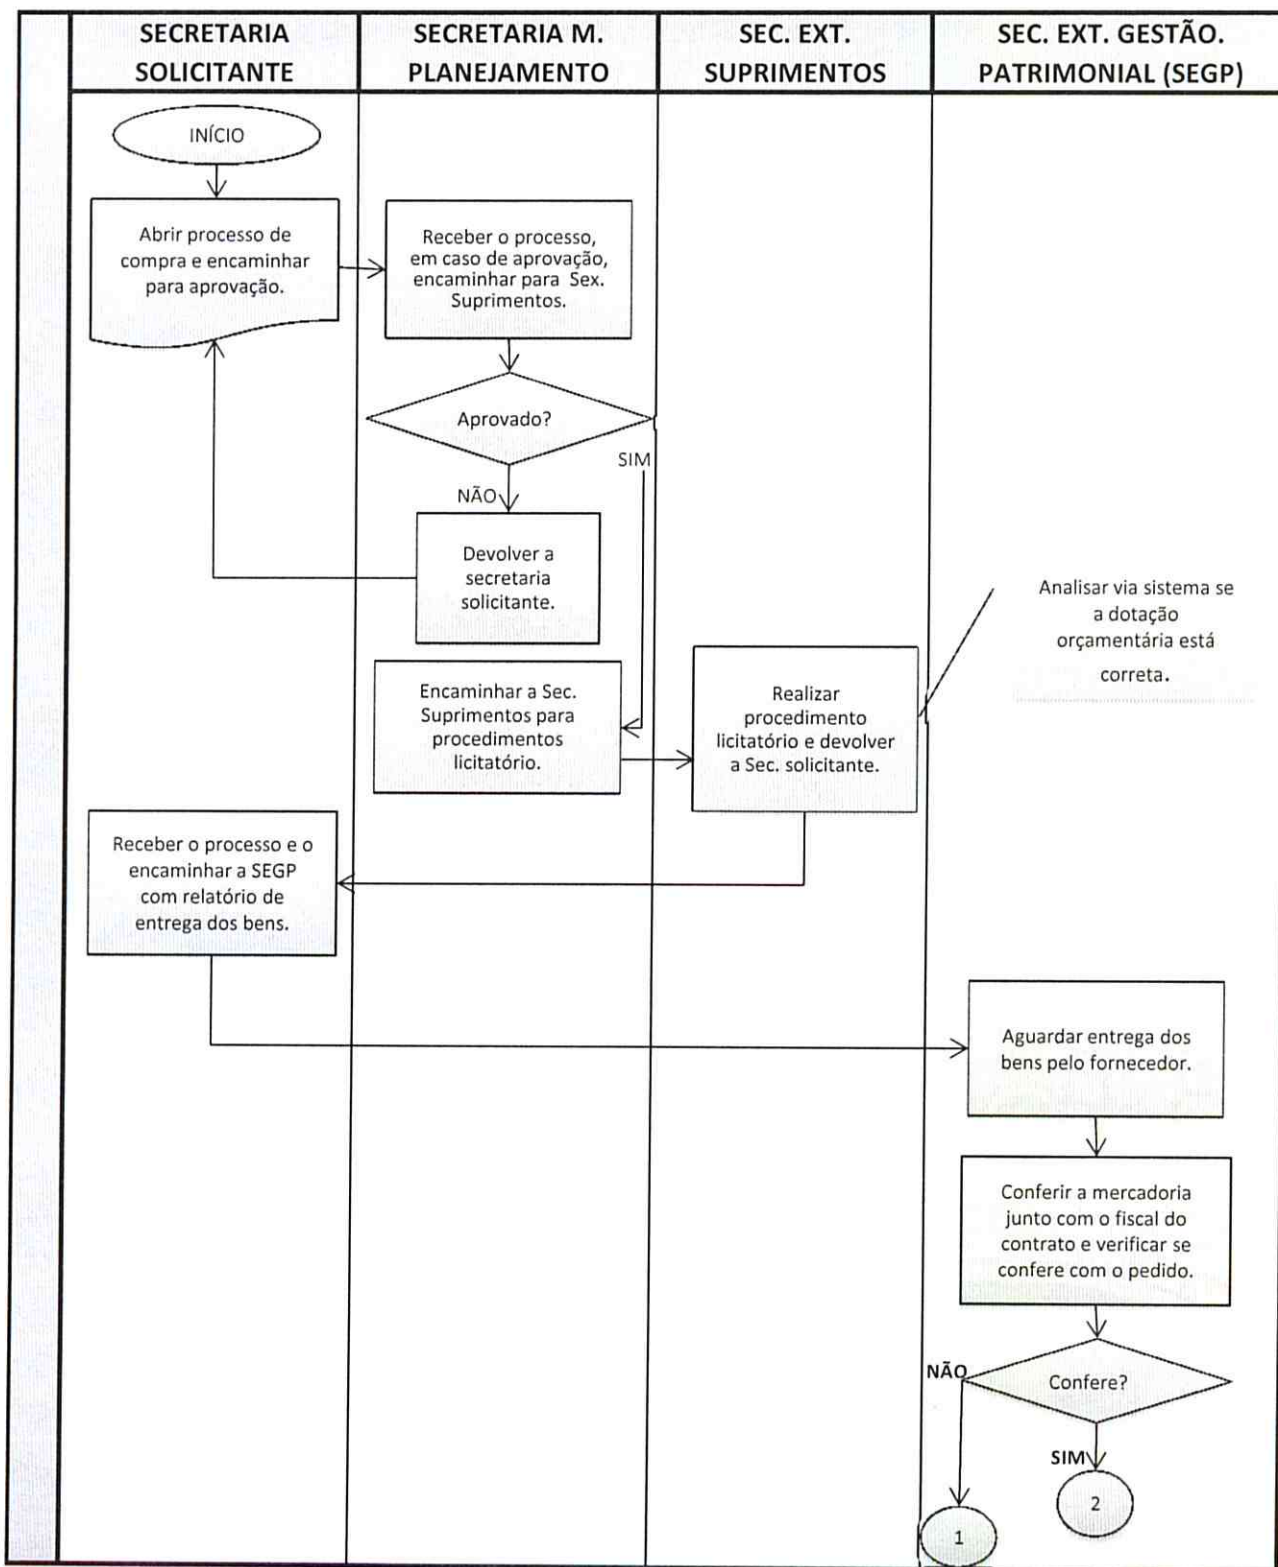 SECRETARIA
SOLICITANTE
SECRETARIA M.
PLANEJAMENTO
SEC. EXT.
SUPRIMENTOS
SEC. EXT. GESTÃO.
PATRIMONIAL (SEGP)
INÍCIO
Abrir processo de
compra e encaminhar
para aprovação.
Receber o processo,
em caso de aprovação,
encaminhar para Sex.
Suprimentos.
Aprovado?
SIM
NÃO
Devolver a
secretaria
solicitante.
Analisar via sistema se
a dotação
orçamentária está
correta.
Encaminhar a Sec.
Suprimentos para
procedimentos
licitatório.
Realizar
procedimento
licitatório e devolver
a Sec. solicitante.
Receber o processo e o
encaminhar a SEGP
com relatório de
entrega dos bens.
Aguardar entrega dos
bens pelo fornecedor.
Conferir a mercadoria
junto com o fiscal do
contrato e verificar se
confere com o pedido.
NÃO
Confere?
SIM
2
1